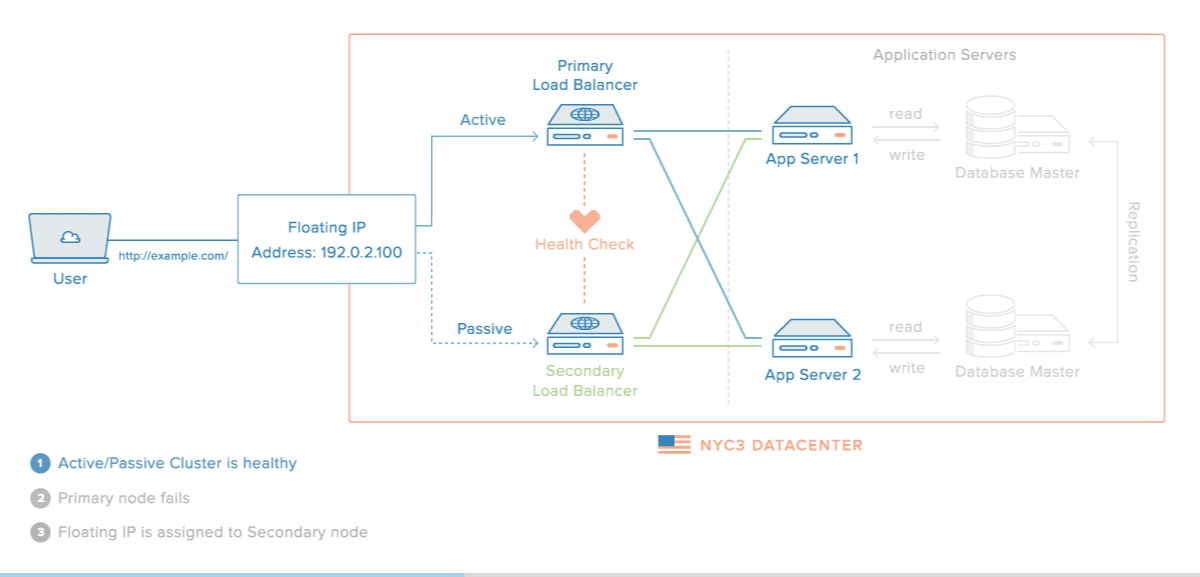 Application Servers
Primary
Load Balancer
Active
read
write
App Server 1
Database Master
Floating IP
Address: 192.0.2.100
http://example.com/
User
Health Check
Replication
Passive
Secondary
Load Balancer
read
write
App Server 2
Database Master
NYC3 DATACENTER
1 Active/Passive Cluster is healthy
2 Primary node fails
3 Floating IP is assigned to Secondary node